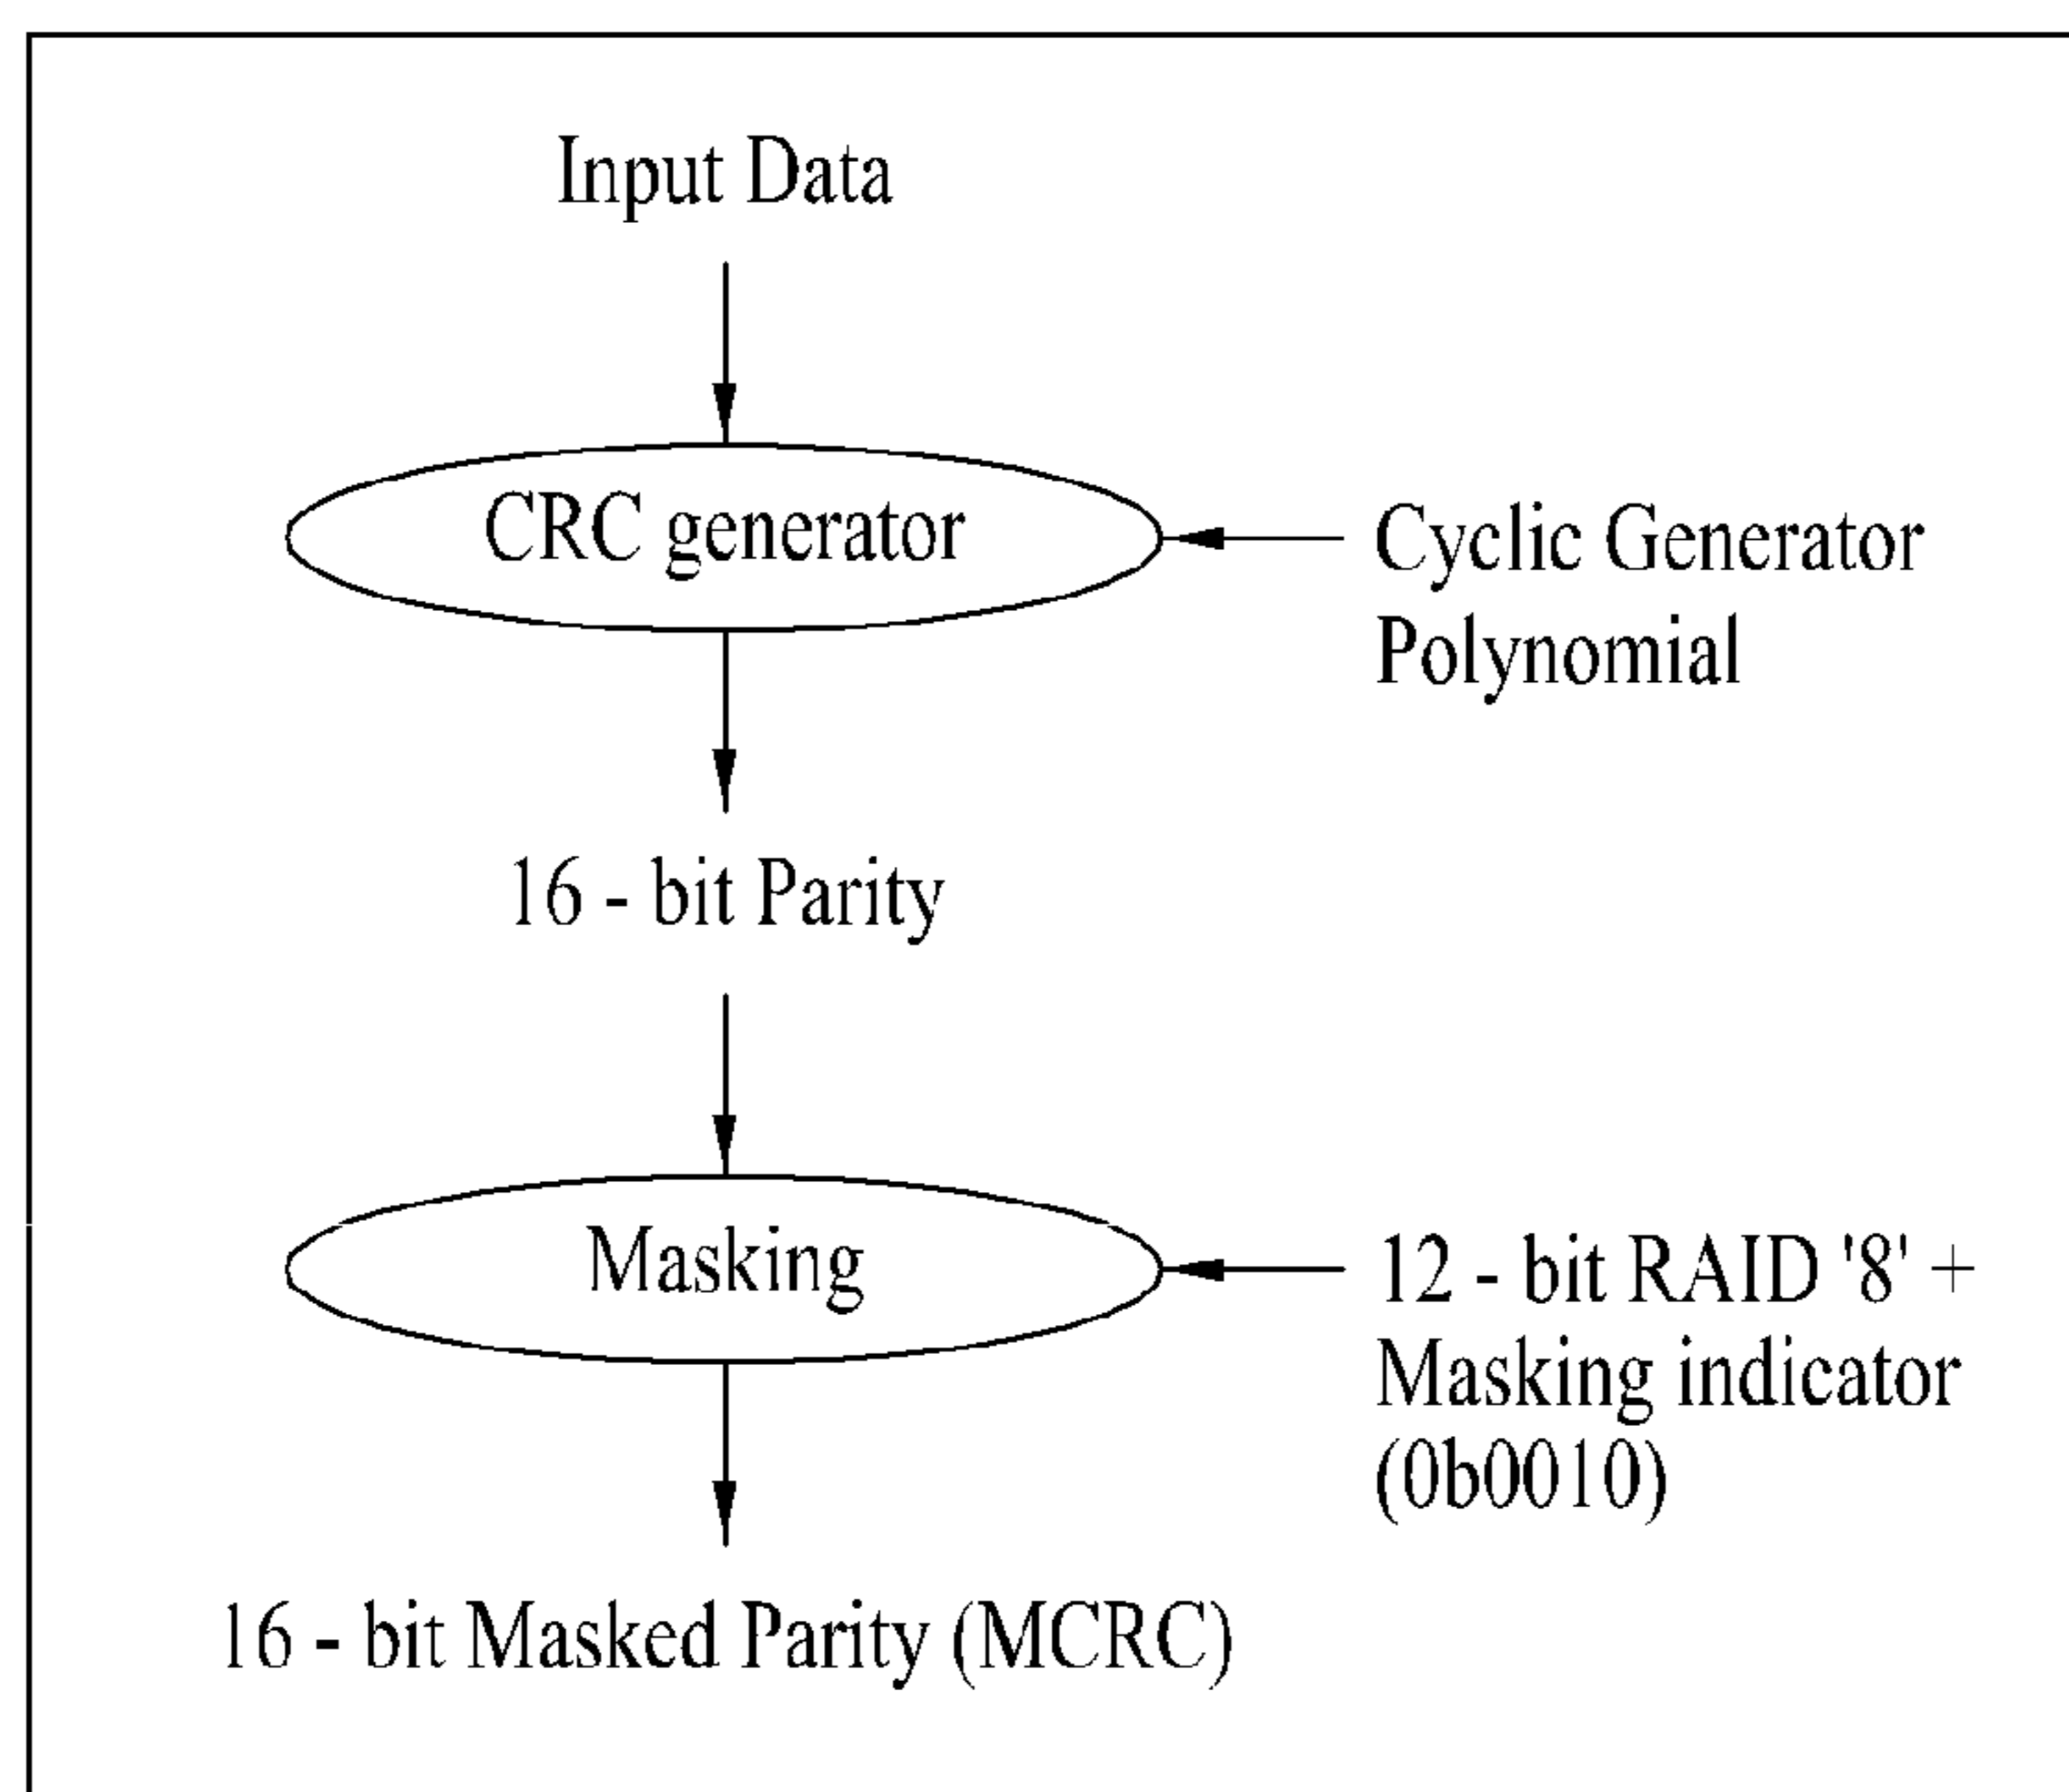 Input Data
CRC generator
Cyclic Generator
Polynomial
16 - bit Parity
Masking
12 - bit RAID '8' +
Masking indicator
(0b0010)
16 - bit Masked Parity (MCRC)